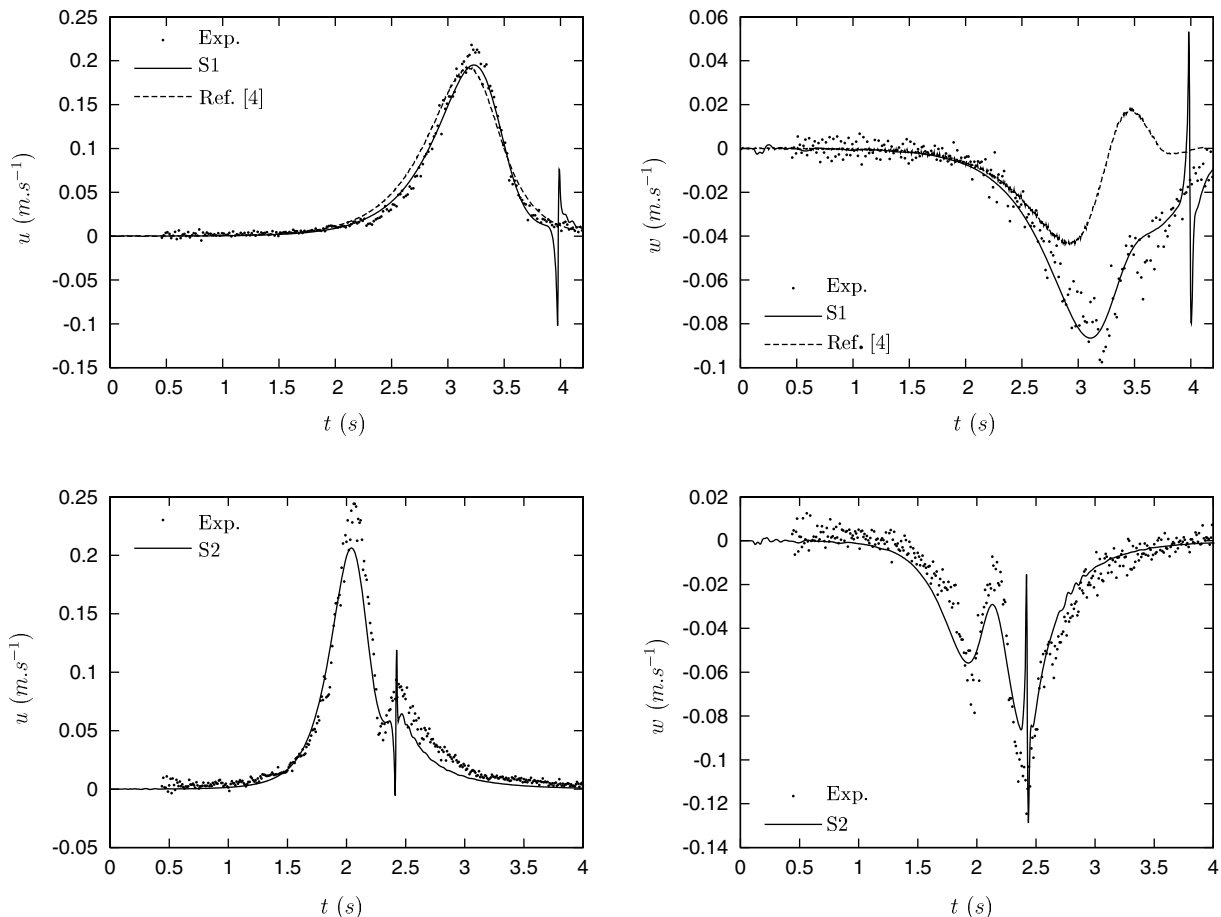 0.25
0.2
0.15
0.1
0.05
0
-0.05
-0.1
-0.15
u (m.s⁻¹)
Exp.
S1
Ref. [4]
0 0.5 1 1.5 2 2.5 3 3.5 4
t (s)
0.06
0.04
0.02
0
-0.02
-0.04
-0.06
-0.08
-0.1
w (m.s⁻¹)
Exp.
S1
Ref. [4]
0 0.5 1 1.5 2 2.5 3 3.5 4
t (s)
0.25
0.2
0.15
0.1
0.05
0
-0.05
u (m.s⁻¹)
Exp.
S2
0 0.5 1 1.5 2 2.5 3 3.5 4
t (s)
0.02
0
-0.02
-0.04
-0.06
-0.08
-0.1
-0.12
-0.14
w (m.s⁻¹)
Exp.
S2
0 0.5 1 1.5 2 2.5 3 3.5 4
t (s)